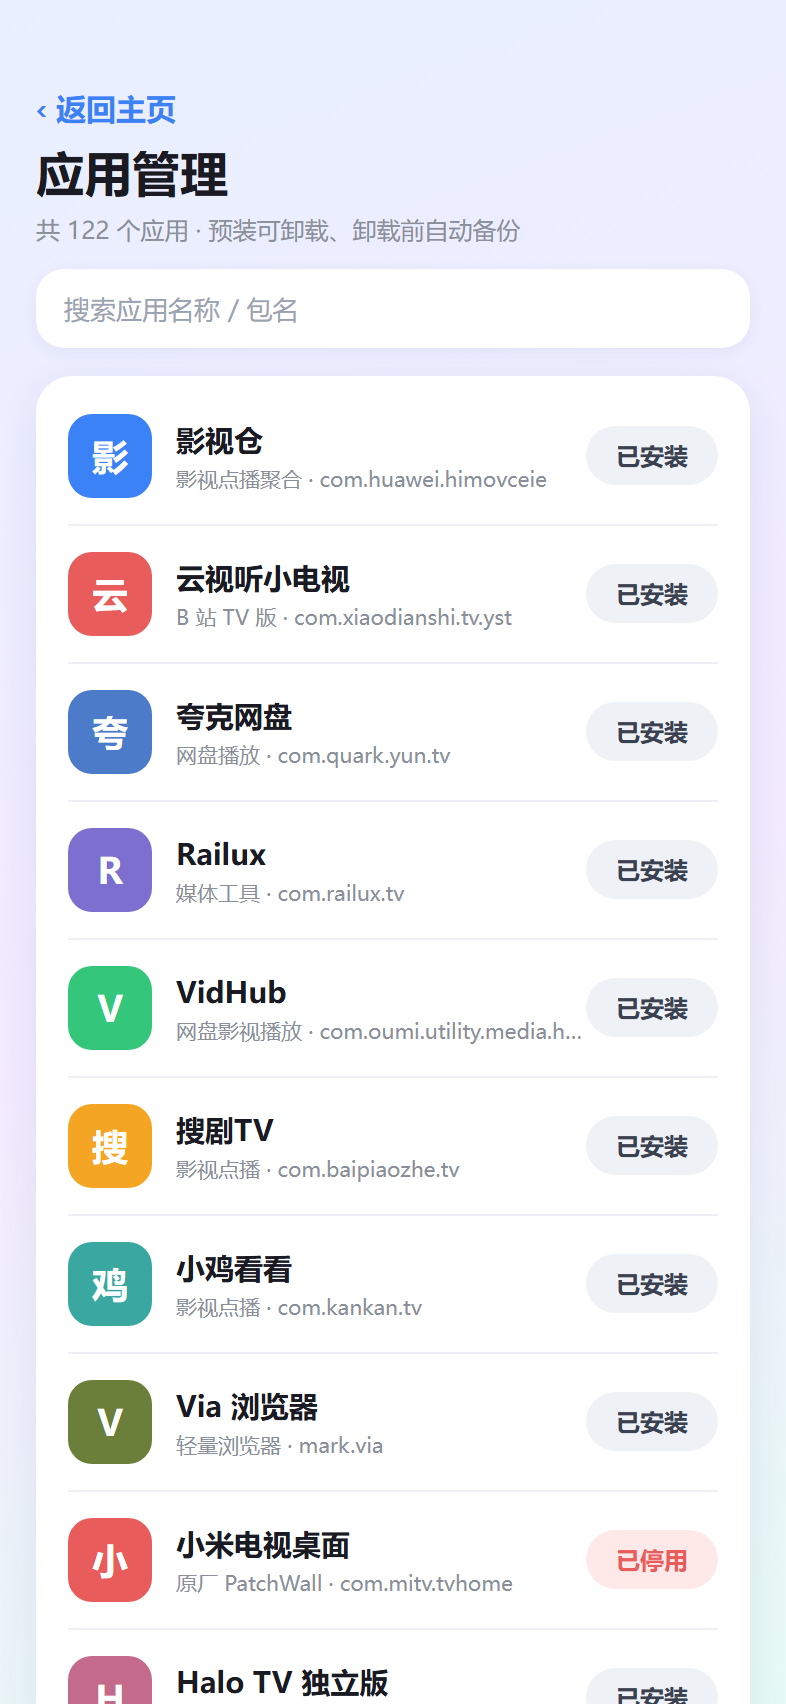 ‹ 返回主页
应用管理
共 122 个应用 · 预装可卸载、卸载前自动备份
搜索应用名称 / 包名
影
影视仓
影视点播聚合 · com.huawei.himovceie
已安装
云
云视听小电视
B 站 TV 版 · com.xiaodianshi.tv.yst
已安装
夸
夸克网盘
网盘播放 · com.quark.yun.tv
已安装
R
Railux
媒体工具 · com.railux.tv
已安装
V
VidHub
网盘影视播放 · com.oumi.utility.media.h...
已安装
搜
搜剧TV
影视点播 · com.baipiaozhe.tv
已安装
鸡
小鸡看看
影视点播 · com.kankan.tv
已安装
V
Via 浏览器
轻量浏览器 · mark.via
已安装
小
小米电视桌面
原厂 PatchWall · com.mitv.tvhome
已停用
H
Halo TV 独立版
已安装